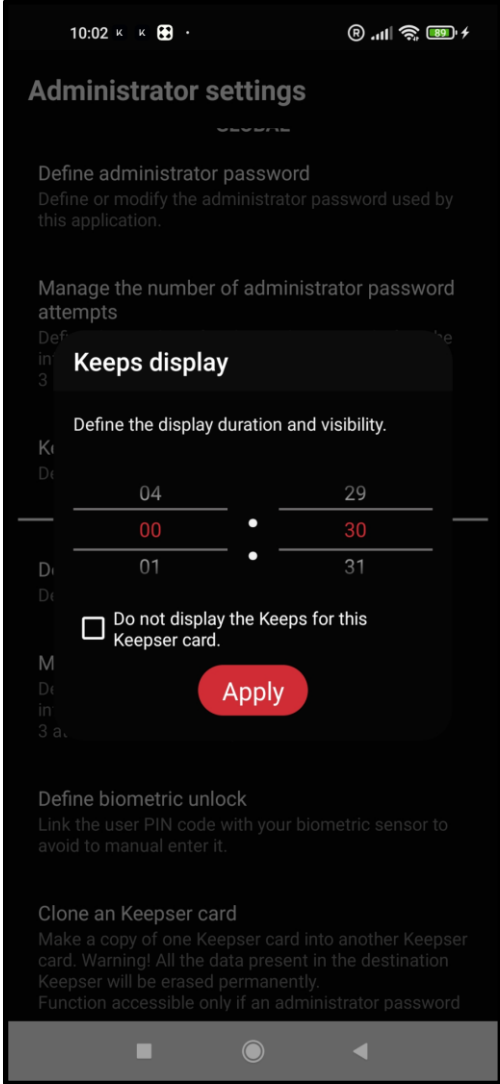 10:02 K K
89
Administrator settings
GLOBAL
Define administrator password
Define or modify the administrator password used by
this application.
Manage the number of administrator password
attempts
3
Keeps display
Define the display duration and visibility.
04 29
00 : 30
01 31
Do not display the Keeps for this
Keepser card.
Apply
3 a
Define biometric unlock
Link the user PIN code with your biometric sensor to
avoid to manual enter it.
Clone an Keepser card
Make a copy of one Keepser card into another Keepser
card. Warning! All the data present in the destination
Keepser will be erased permanently.
Function accessible only if an administrator password